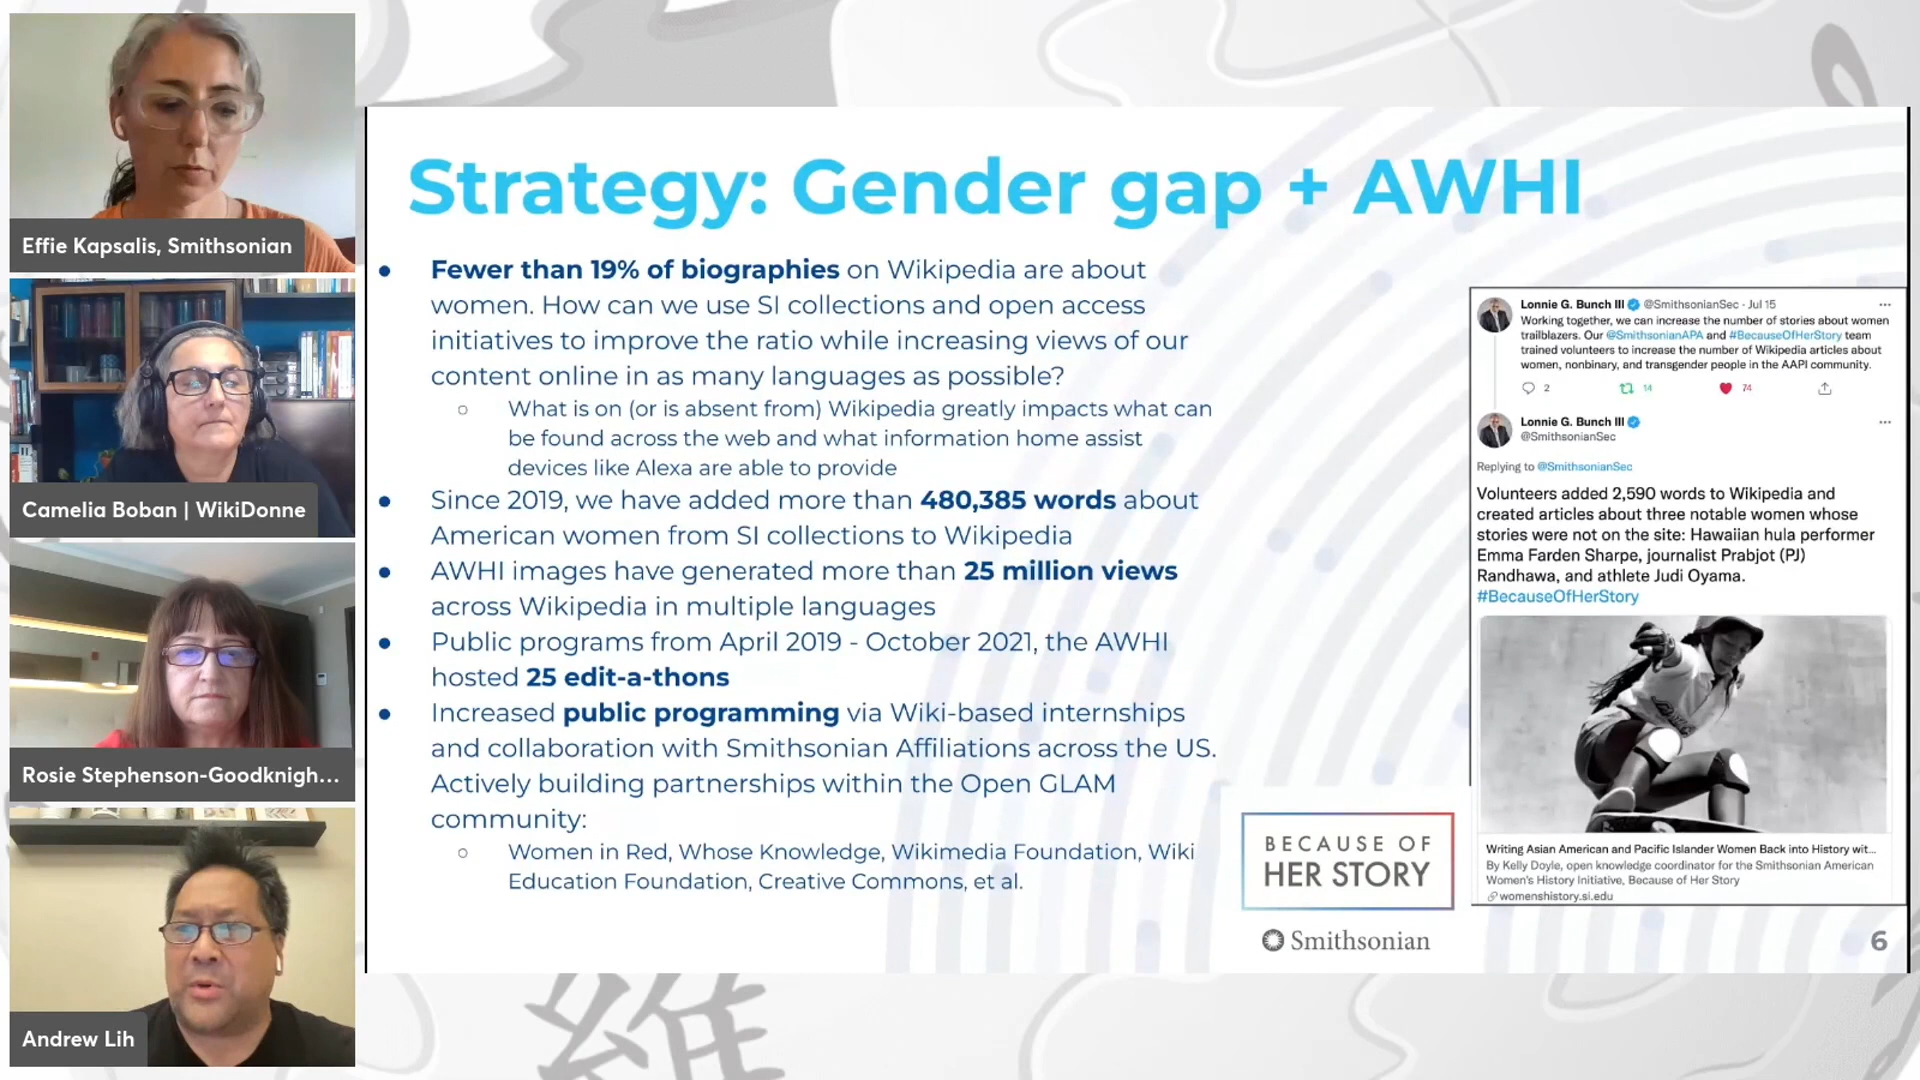 Effie Kapsalis, Smithsonian
Camelia Boban | WikiDonne
Rosie Stephenson-Goodknigh...
Andrew Lih
Strategy: Gender gap + AWHI
● Fewer than 19% of biographies on Wikipedia are about
women. How can we use SI collections and open access
initiatives to improve the ratio while increasing views of our
content online in as many languages as possible?
○ What is on (or is absent from) Wikipedia greatly impacts what can
be found across the web and what information home assist
devices like Alexa are able to provide
● Since 2019, we have added more than 480,385 words about
American women from SI collections to Wikipedia
● AWHI images have generated more than 25 million views
across Wikipedia in multiple languages
● Public programs from April 2019 - October 2021, the AWHI
hosted 25 edit-a-thons
● Increased public programming via Wiki-based internships
and collaboration with Smithsonian Affiliations across the US.
Actively building partnerships within the Open GLAM
community:
○ Women in Red, Whose Knowledge, Wikimedia Foundation, Wiki
Education Foundation, Creative Commons, et al.
Lonnie G. Bunch III @SmithsonianSec · Jul 15
Working together, we can increase the number of stories about women
trailblazers. Our @SmithsonianAPA and #BecauseOfHerStory team
trained volunteers to increase the number of Wikipedia articles about
women, nonbinary, and transgender people in the AAPI community.
2 14 74
Lonnie G. Bunch III
@SmithsonianSec
Replying to @SmithsonianSec
Volunteers added 2,590 words to Wikipedia and
created articles about three notable women whose
stories were not on the site: Hawaiian hula performer
Emma Farden Sharpe, journalist Prabjot (PJ)
Randhawa, and athlete Judi Oyama.
#BecauseOfHerStory
Writing Asian American and Pacific Islander Women Back into History wit...
By Kelly Doyle, open knowledge coordinator for the Smithsonian American
Women's History Initiative, Because of Her Story
womenshistory.si.edu
BECAUSE OF
HER STORY
Smithsonian
6
維